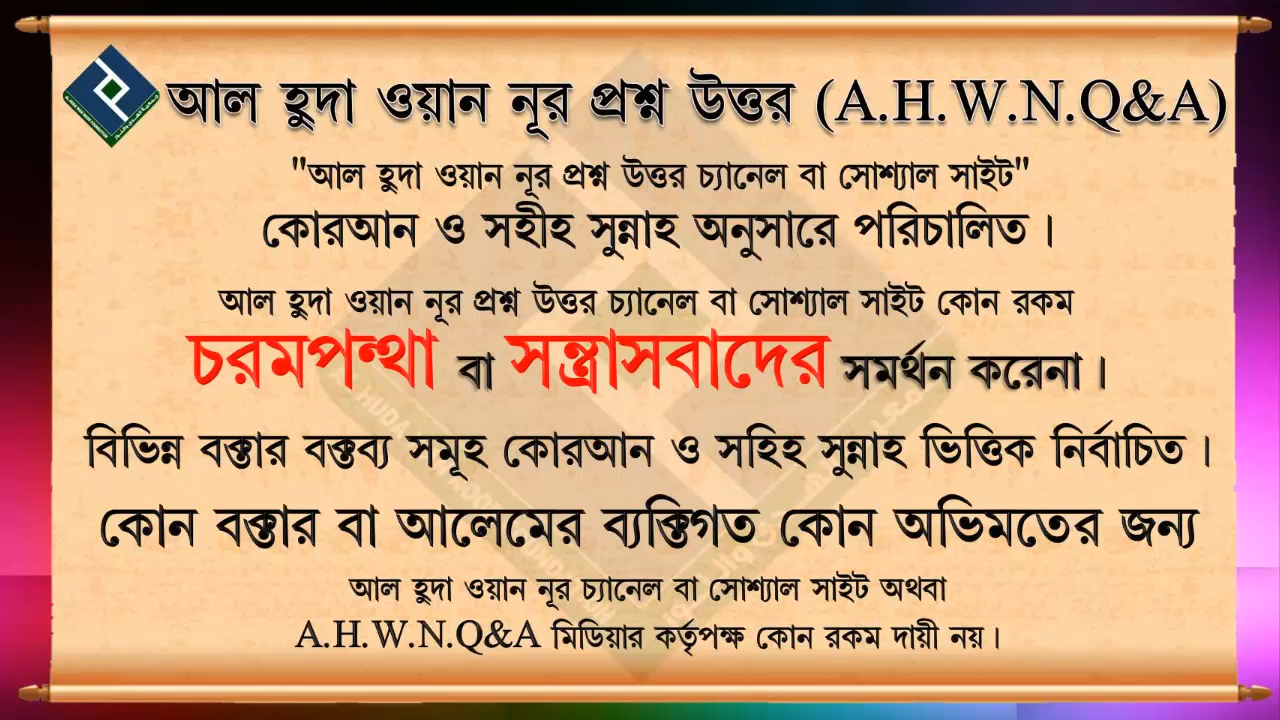 আল হুদা ওয়ান নূর প্রশ্ন উত্তর (A.H.W.N.Q&A)
"আল হুদা ওয়ান নূর প্রশ্ন উত্তর চ্যানেল বা সোশ্যাল সাইট"
কোরআন ও সহীহ সুন্নাহ অনুসারে পরিচালিত ।
আল হুদা ওয়ান নূর প্রশ্ন উত্তর চ্যানেল বা সোশ্যাল সাইট কোন রকম
চরমপন্থা বা সন্ত্রাসবাদের সমর্থন করেনা ।
বিভিন্ন বক্তার বক্তব্য সমূহ কোরআন ও সহিহ সুন্নাহ ভিত্তিক নির্বাচিত ।
কোন বক্তার বা আলেমের ব্যক্তিগত কোন অভিমতের জন্য
আল হুদা ওয়ান নূর চ্যানেল বা সোশ্যাল সাইট অথবা
A.H.W.N.Q&A মিডিয়ার কর্তৃপক্ষ কোন রকম দায়ী নয় ।